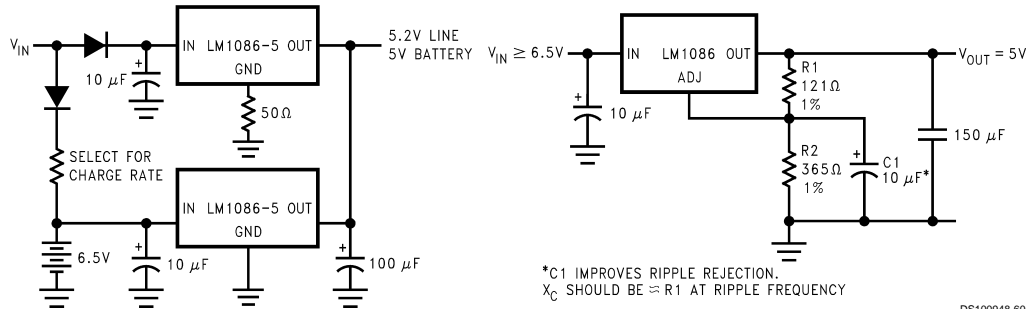 V_IN
IN LM1086-5 OUT
GND
10 μF
50Ω
5.2V LINE
5V BATTERY
SELECT FOR
CHARGE RATE
IN LM1086-5 OUT
GND
6.5V
10 μF
100 μF
V_IN ≥ 6.5V
IN LM1086 OUT
ADJ
10 μF
R1
121Ω
1%
V_OUT = 5V
150 μF
R2
365Ω
1%
C1
10 μF*
*C1 IMPROVES RIPPLE REJECTION.
X_C SHOULD BE ≈ R1 AT RIPPLE FREQUENCY